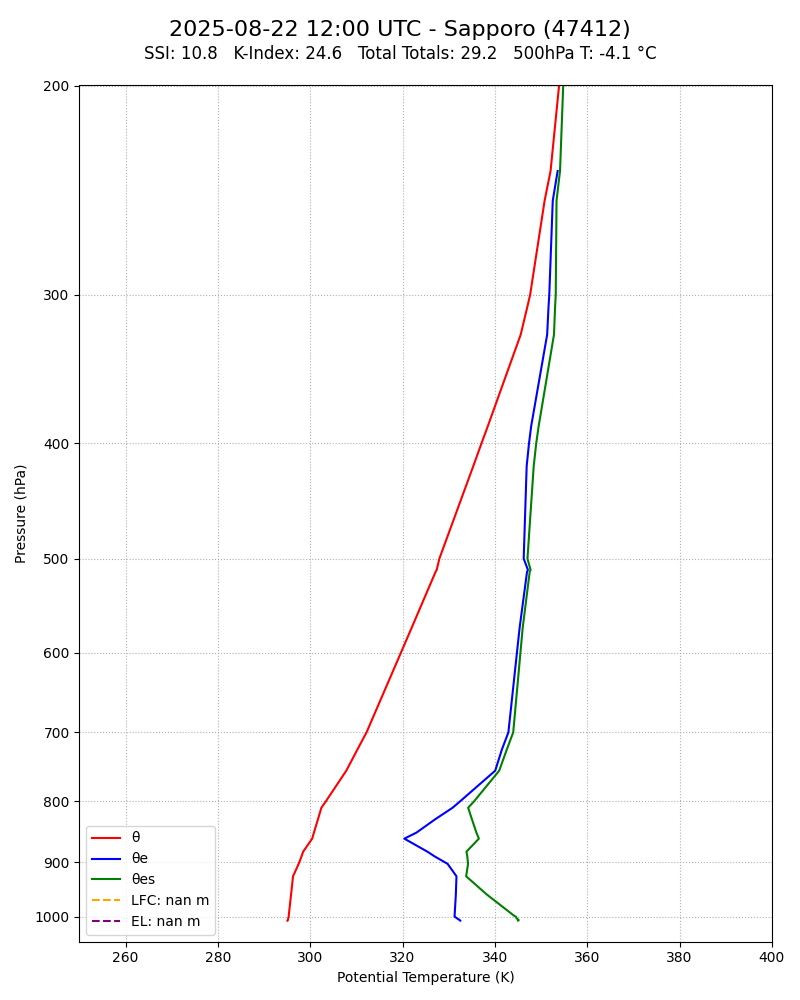 2025-08-22 12:00 UTC - Sapporo (47412)
SSI: 10.8   K-Index: 24.6   Total Totals: 29.2   500hPa T: -4.1 °C
200
300
400
500
600
700
800
900
1000
Pressure (hPa)
θ
θe
θes
LFC: nan m
EL: nan m
260 280 300 320 340 360 380 400
Potential Temperature (K)